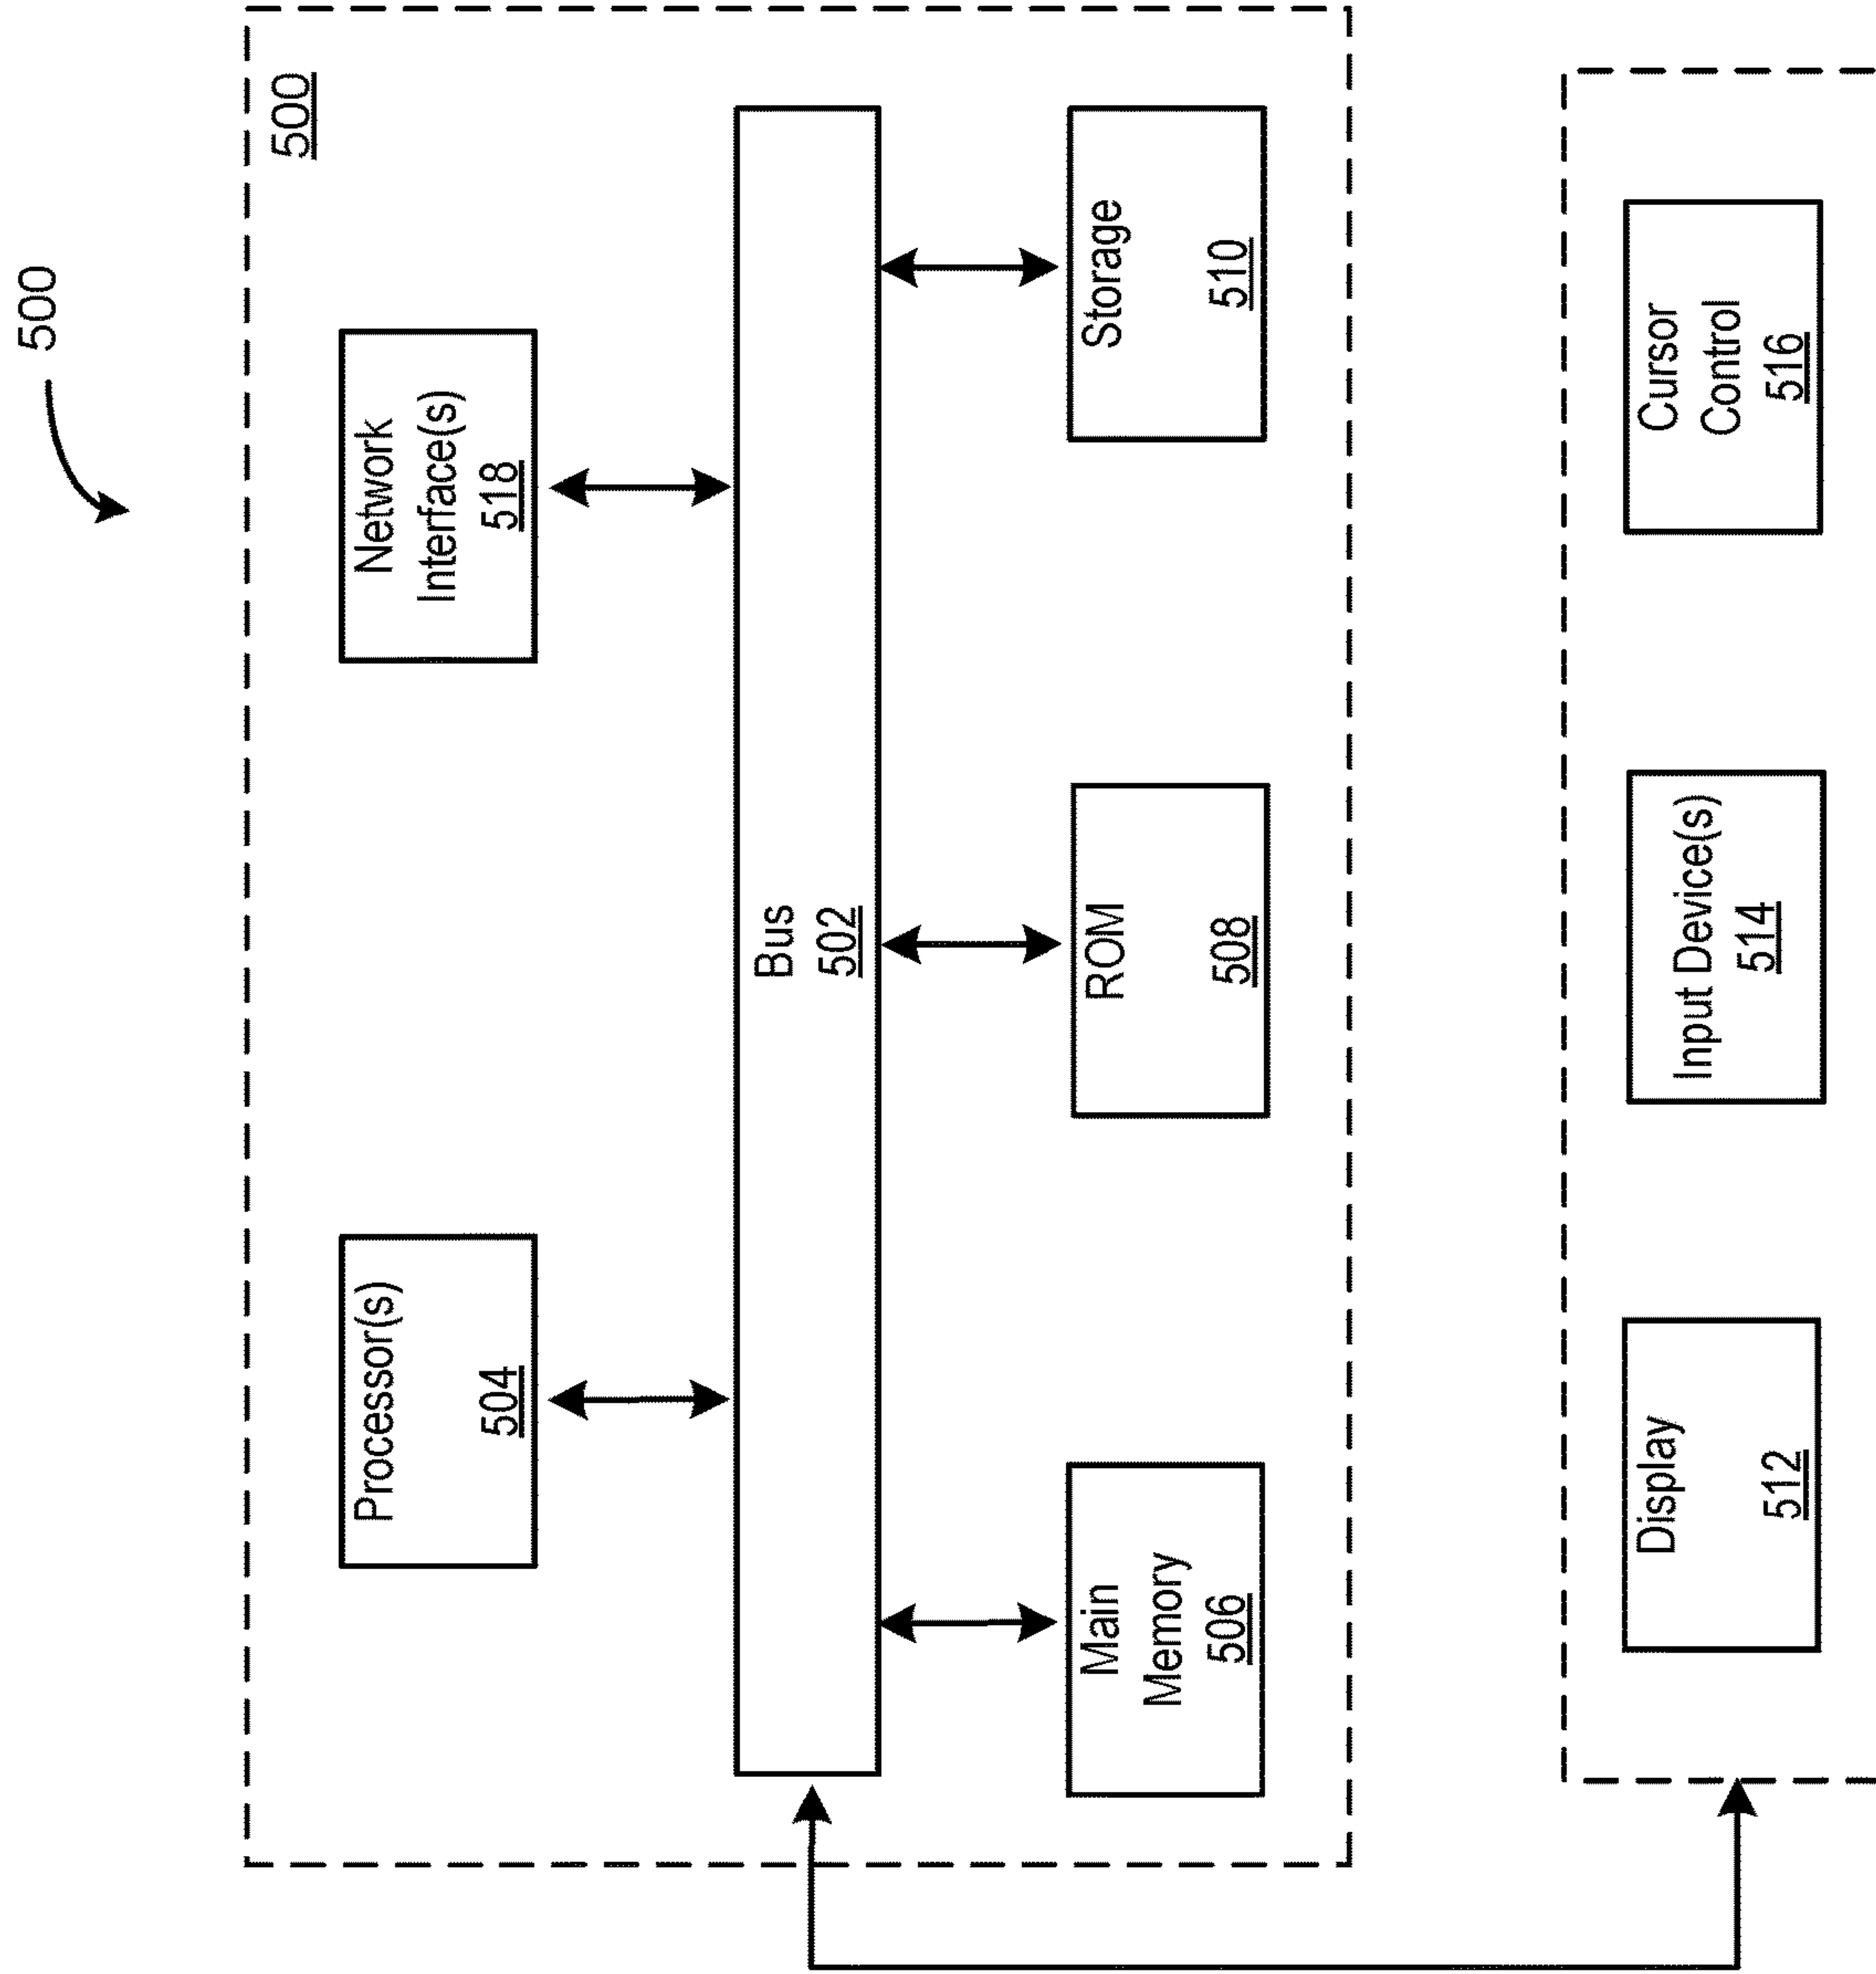 500
500
Processor(s)
504
Network
Interface(s)
518
Bus
502
Main
Memory
506
ROM
508
Storage
510
Display
512
Input Device(s)
514
Cursor
Control
516